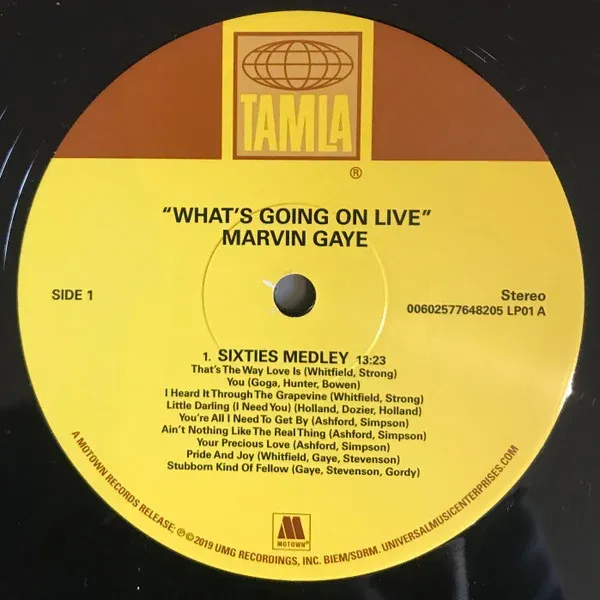 TAMLA
®
“WHAT'S GOING ON LIVE”
MARVIN GAYE
SIDE 1
Stereo
00602577648205 LP01 A
1. SIXTIES MEDLEY 13:23
That's The Way Love Is (Whitfield, Strong)
You (Goga, Hunter, Bowen)
I Heard It Through The Grapevine (Whitfield, Strong)
Little Darling (I Need You) (Holland, Dozier, Holland)
You're All I Need To Get By (Ashford, Simpson)
Ain't Nothing Like The Real Thing (Ashford, Simpson)
Your Precious Love (Ashford, Simpson)
Pride And Joy (Whitfield, Gaye, Stevenson)
Stubborn Kind Of Fellow (Gaye, Stevenson, Gordy)
M
MOTOWN®
A MOTOWN RECORDS RELEASE; ℗©2019 UMG RECORDINGS, INC. BIEM/SDRM. UNIVERSALMUSICENTERPRISES.COM